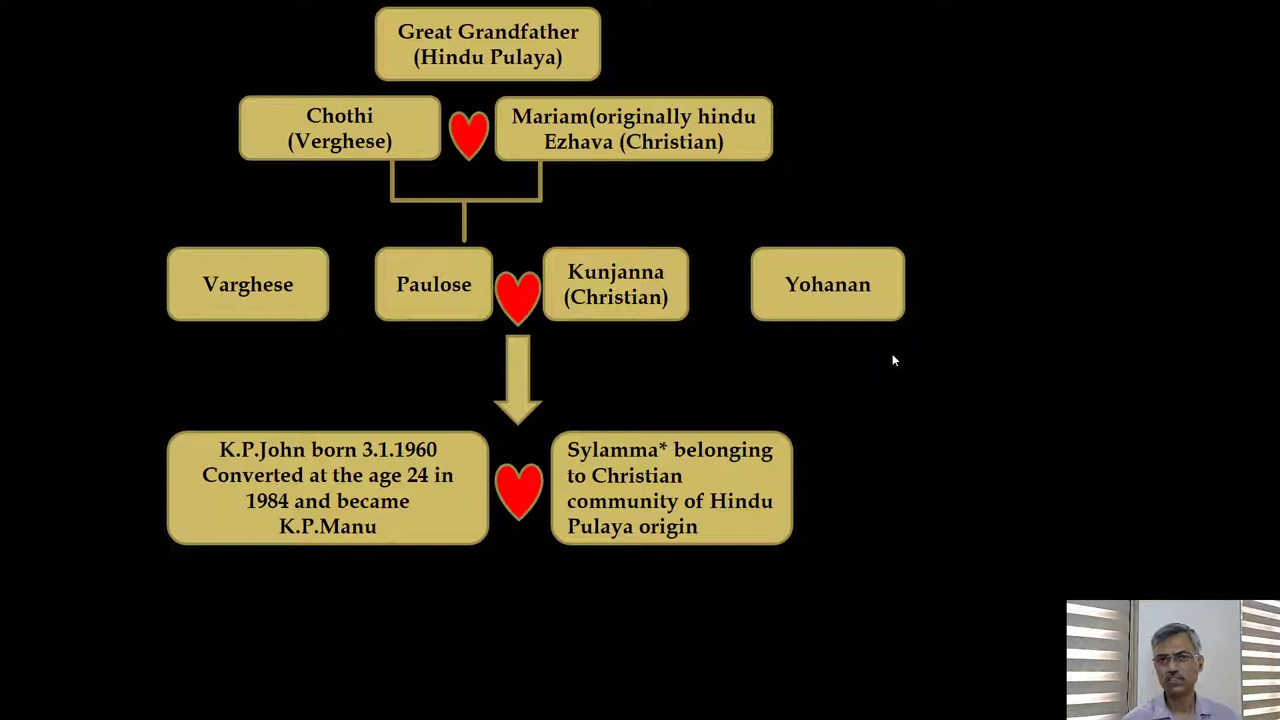 Great Grandfather
(Hindu Pulaya)
Chothi
(Verghese)
Mariam(originally hindu
Ezhava (Christian)
Varghese
Paulose
Kunjanna
(Christian)
Yohanan
K.P.John born 3.1.1960
Converted at the age 24 in
1984 and became
K.P.Manu
Sylamma* belonging
to Christian
community of Hindu
Pulaya origin